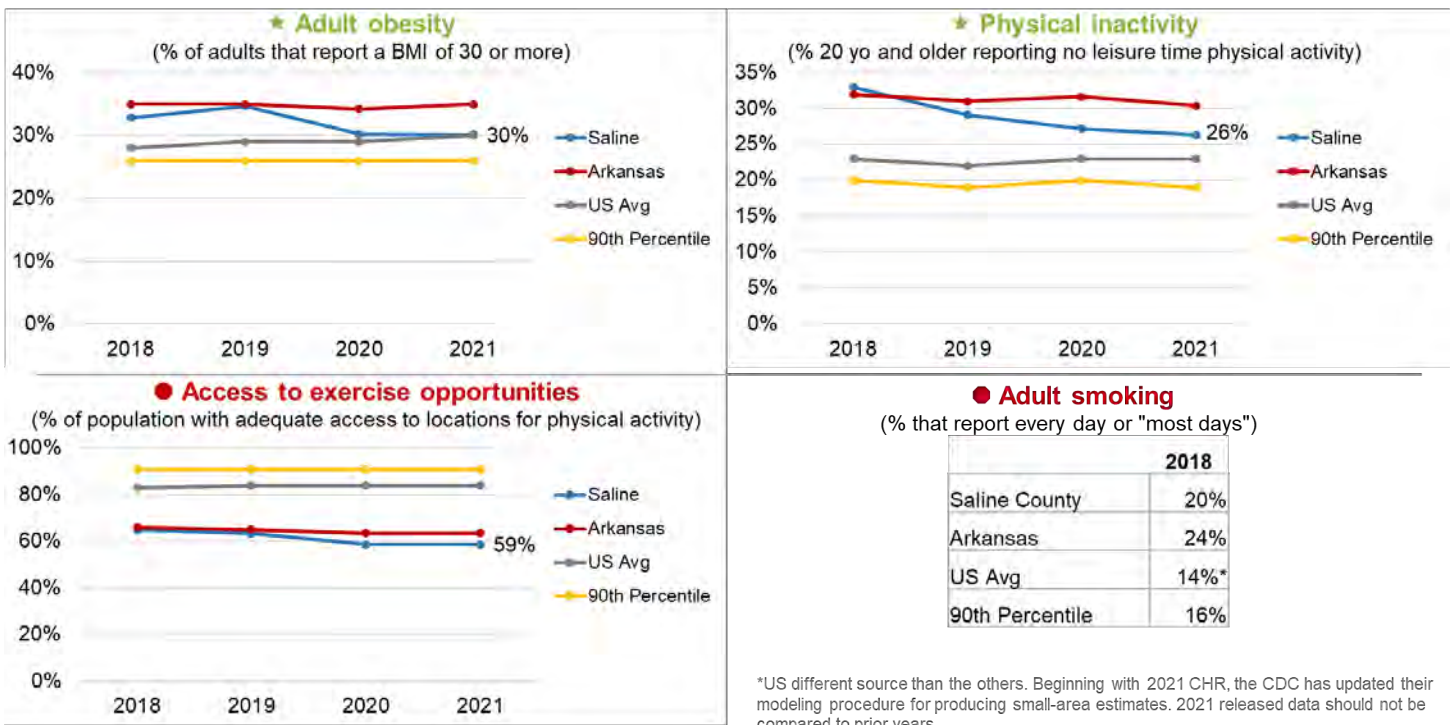 ★ Adult obesity
(% of adults that report a BMI of 30 or more)
40%
30%
20%
10%
0%
30%
2018 2019 2020 2021
Saline
Arkansas
US Avg
90th Percentile
★ Physical inactivity
(% 20 yo and older reporting no leisure time physical activity)
35%
30%
25%
20%
15%
10%
5%
0%
26%
2018 2019 2020 2021
Saline
Arkansas
US Avg
90th Percentile
● Access to exercise opportunities
(% of population with adequate access to locations for physical activity)
100%
80%
60%
40%
20%
0%
59%
2018 2019 2020 2021
Saline
Arkansas
US Avg
90th Percentile
● Adult smoking
(% that report every day or "most days")
2018
Saline County 20%
Arkansas 24%
US Avg 14%*
90th Percentile 16%
*US different source than the others. Beginning with 2021 CHR, the CDC has updated their
modeling procedure for producing small-area estimates. 2021 released data should not be
compared to prior years